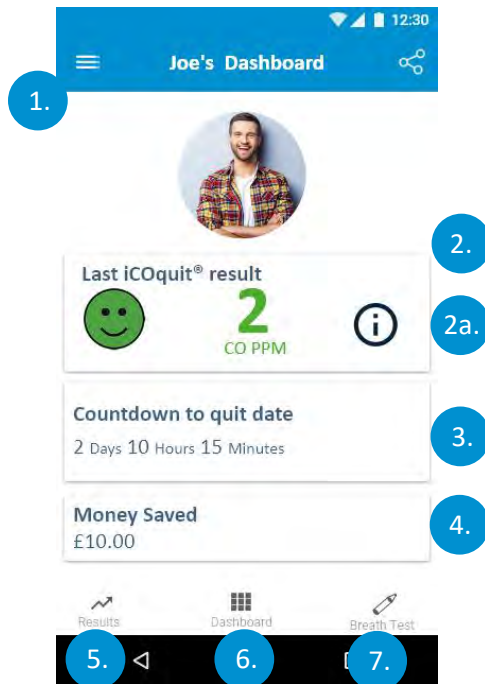 12:30
Joe's Dashboard
1.
2.
Last iCOquit® result
2
CO PPM
2a.
Countdown to quit date
2 Days 10 Hours 15 Minutes
3.
Money Saved
£10.00
4.
Results Dashboard Breath Test
5. 6. 7.